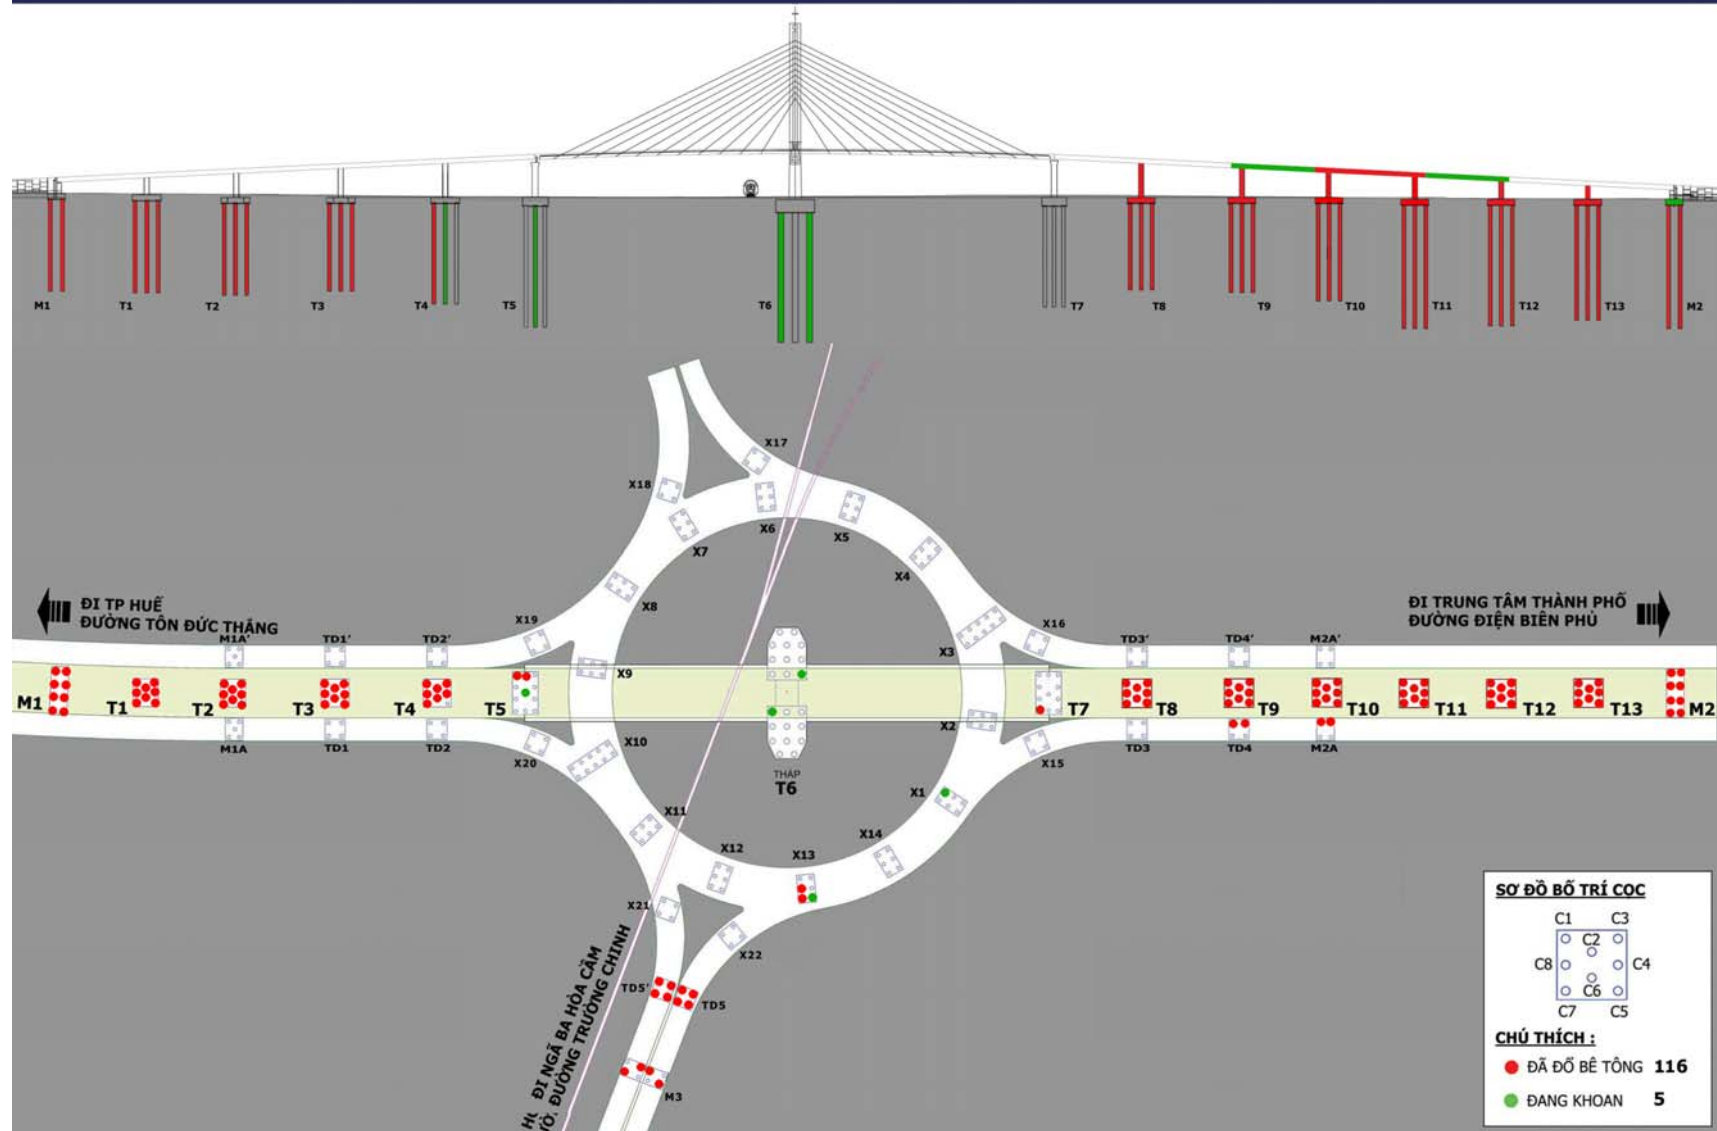 M1
T1
T2
T3
T4
T5
T6
T7
T8
T9
T10
T11
T12
T13
M2
X17
X18
X6
X5
X7
X4
X8
ĐI TP HUẾ
ĐƯỜNG TÔN ĐỨC THẮNG
ĐI TRUNG TÂM THÀNH PHỐ
ĐƯỜNG ĐIỆN BIÊN PHỦ
X19
X16
X3
M1A'
TD1'
TD2'
TD3'
TD4'
M2A'
X9
M1
T1
T2
T3
T4
T5
T7
T8
T9
T10
T11
T12
T13
M2
X2
M1A
TD1
TD2
X20
X10
X15
TD3
TD4
M2A
THÁP
T6
X1
X11
X14
X12
X13
X21
X22
TD5'
TD5
M3
ĐI NGÃ BA HÒA CẦM
ĐƯỜNG TRƯỜNG CHINH
SƠ ĐỒ BỐ TRÍ CỌC
C1 C3
C2
C8 C4
C6
C7 C5
CHÚ THÍCH :
ĐÃ ĐỔ BÊ TÔNG 116
ĐANG KHOAN 5